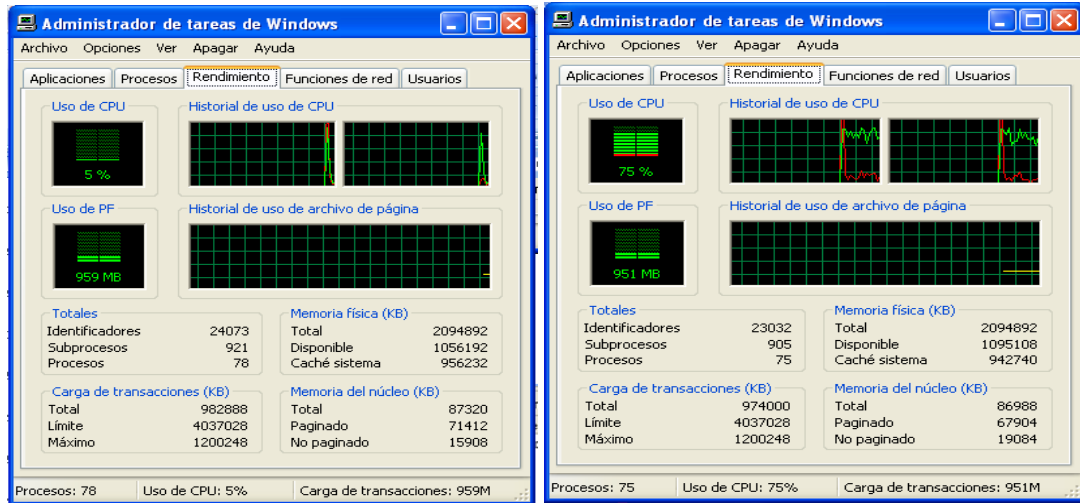 Administrador de tareas de Windows
Archivo Opciones Ver Apagar Ayuda
Aplicaciones Procesos Rendimiento Funciones de red Usuarios
Uso de CPU Historial de uso de CPU
5 %
Uso de PF Historial de uso de archivo de página
959 MB
Totales
Identificadores 24073
Subprocesos 921
Procesos 78
Memoria física (KB)
Total 2094892
Disponible 1056192
Caché sistema 956232
Carga de transacciones (KB)
Total 982888
Límite 4037028
Máximo 1200248
Memoria del núcleo (KB)
Total 87320
Paginado 71412
No paginado 15908
Procesos: 78 Uso de CPU: 5% Carga de transacciones: 959M
Administrador de tareas de Windows
Archivo Opciones Ver Apagar Ayuda
Aplicaciones Procesos Rendimiento Funciones de red Usuarios
Uso de CPU Historial de uso de CPU
75 %
Uso de PF Historial de uso de archivo de página
951 MB
Totales
Identificadores 23032
Subprocesos 905
Procesos 75
Memoria física (KB)
Total 2094892
Disponible 1095108
Caché sistema 942740
Carga de transacciones (KB)
Total 974000
Límite 4037028
Máximo 1200248
Memoria del núcleo (KB)
Total 86988
Paginado 67904
No paginado 19084
Procesos: 75 Uso de CPU: 75% Carga de transacciones: 951M